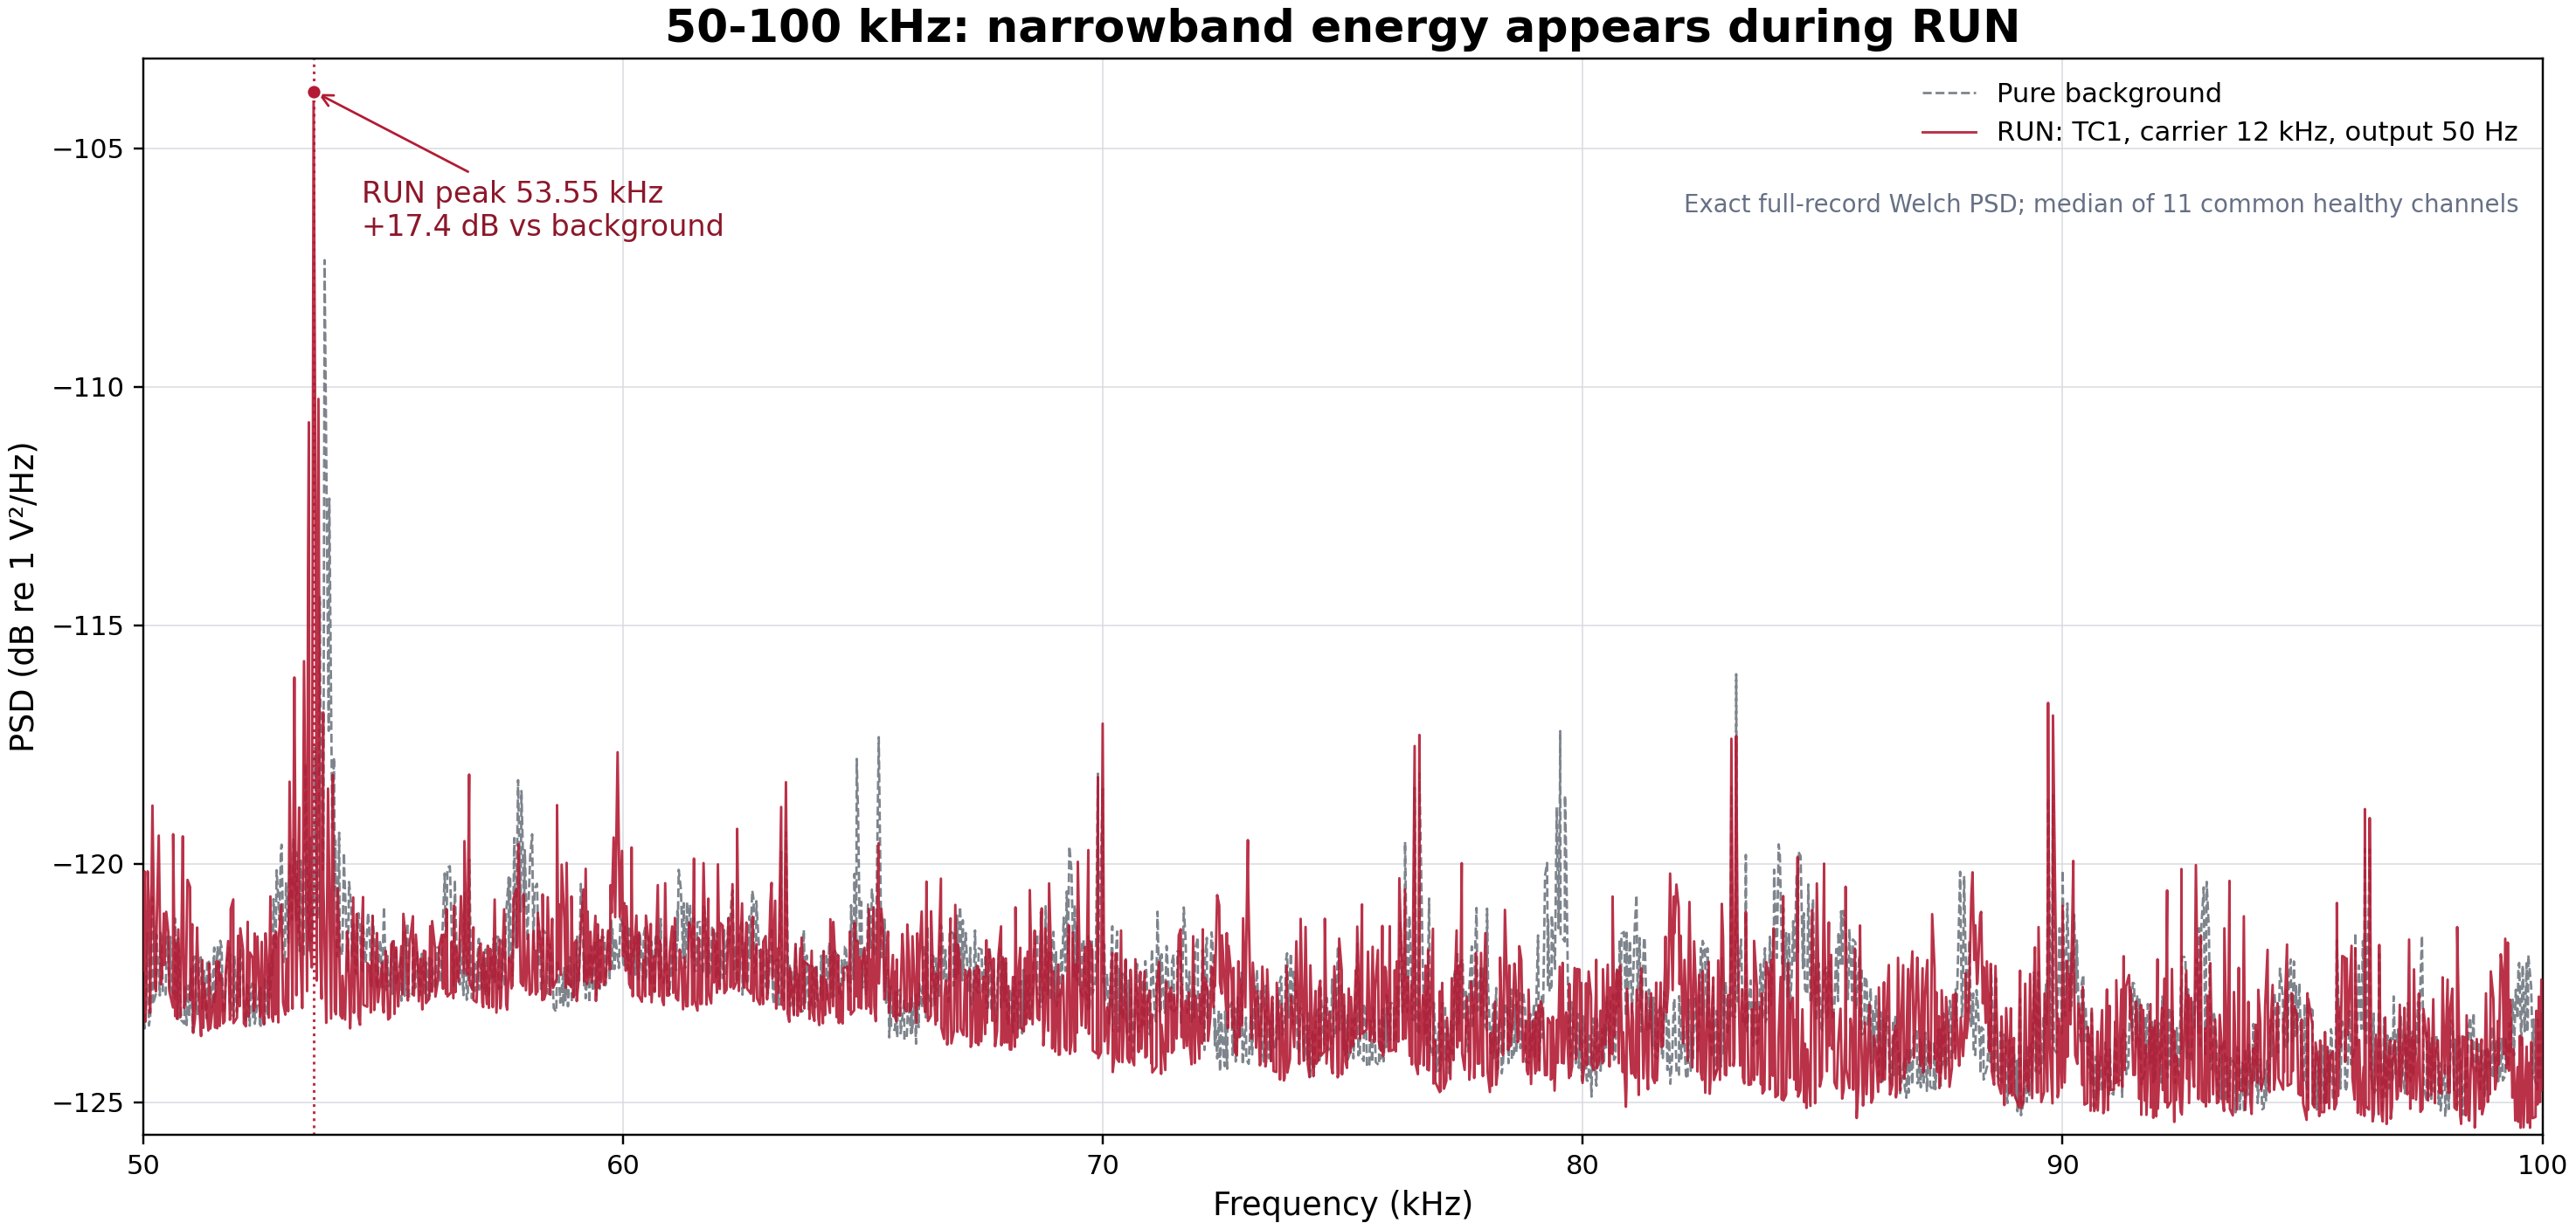 50-100 kHz: narrowband energy appears during RUN
Pure background
RUN: TC1, carrier 12 kHz, output 50 Hz
Exact full-record Welch PSD; median of 11 common healthy channels
RUN peak 53.55 kHz
+17.4 dB vs background
PSD (dB re 1 V²/Hz)
−105
−110
−115
−120
−125
50 60 70 80 90 100
Frequency (kHz)